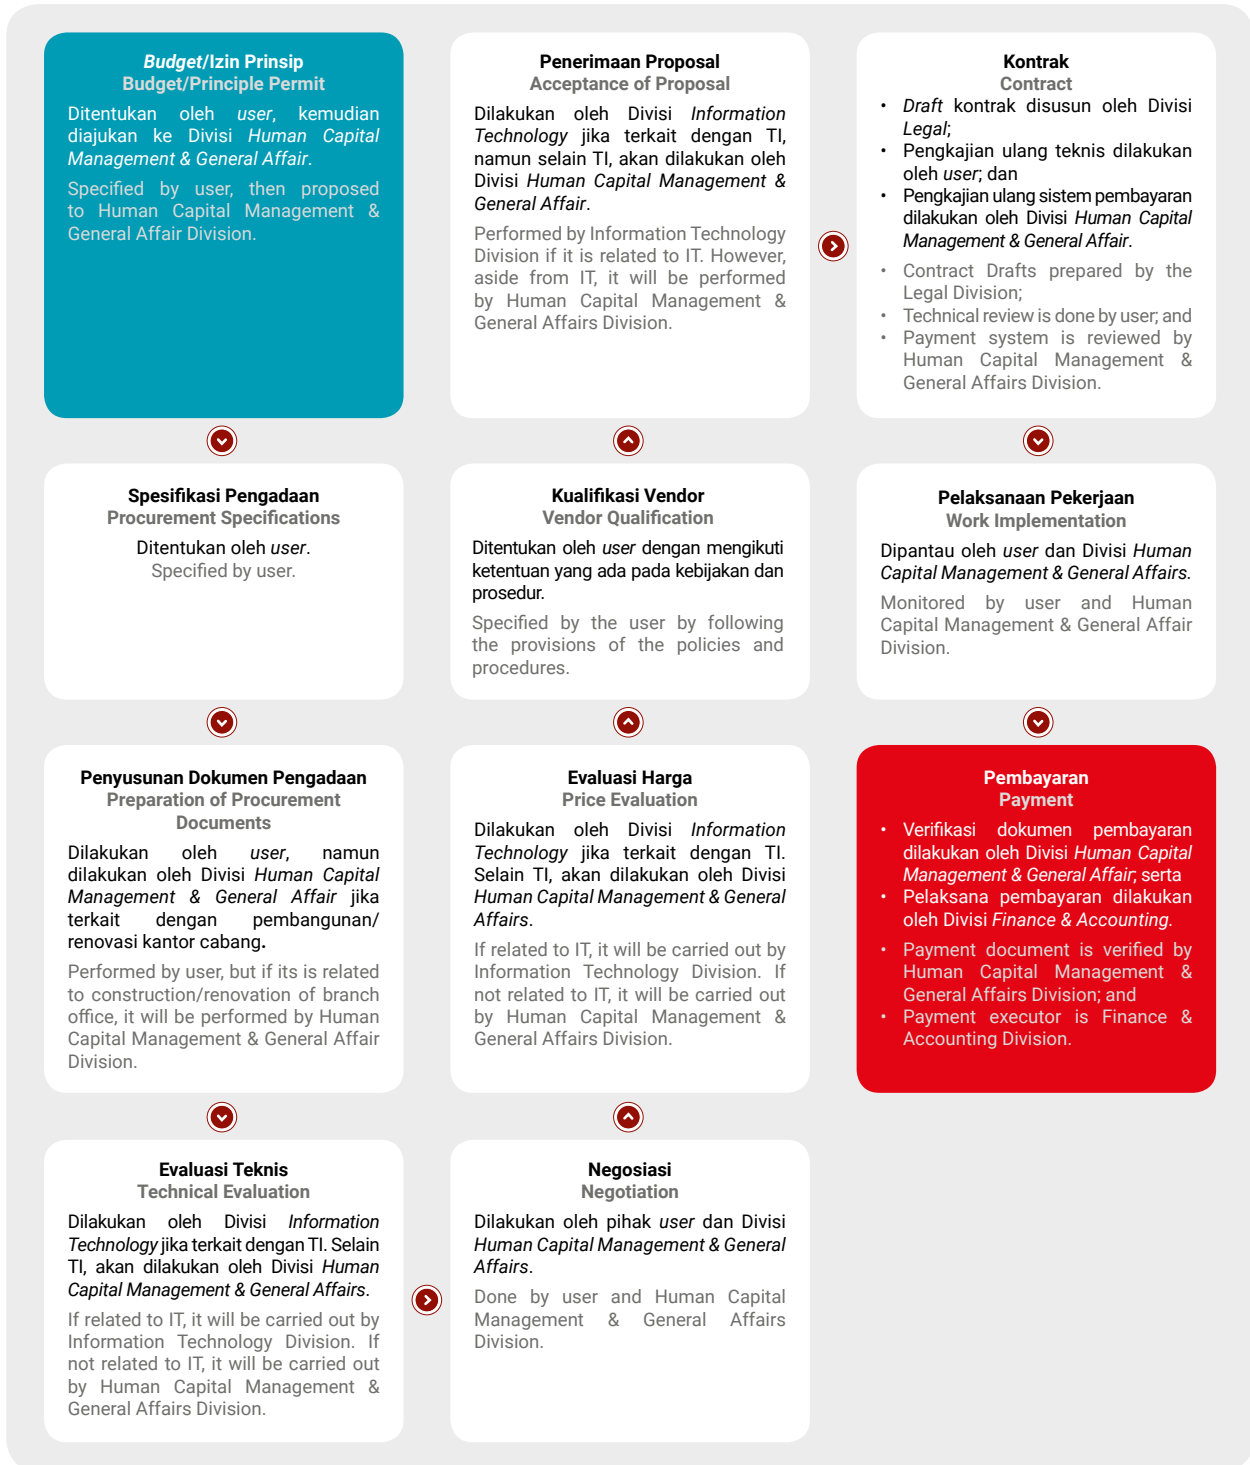 Budget/Izin Prinsip
Budget/Principle Permit
Ditentukan oleh user, kemudian
diajukan ke Divisi Human Capital
Management & General Affair.
Specified by user, then proposed
to Human Capital Management &
General Affair Division.
Spesifikasi Pengadaan
Procurement Specifications
Ditentukan oleh user.
Specified by user.
Penyusunan Dokumen Pengadaan
Preparation of Procurement
Documents
Dilakukan oleh user, namun
dilakukan oleh Divisi Human Capital
Management & General Affair jika
terkait dengan pembangunan/
renovasi kantor cabang.
Performed by user, but if its is related
to construction/renovation of branch
office, it will be performed by Human
Capital Management & General Affair
Division.
Evaluasi Teknis
Technical Evaluation
Dilakukan oleh Divisi Information
Technology jika terkait dengan TI. Selain
TI, akan dilakukan oleh Divisi Human
Capital Management & General Affairs.
If related to IT, it will be carried out by
Information Technology Division. If
not related to IT, it will be carried out
by Human Capital Management &
General Affairs Division.
Negosiasi
Negotiation
Dilakukan oleh pihak user dan Divisi
Human Capital Management & General
Affairs.
Done by user and Human Capital
Management & General Affairs
Division.
Evaluasi Harga
Price Evaluation
Dilakukan oleh Divisi Information
Technology jika terkait dengan TI.
Selain TI, akan dilakukan oleh Divisi
Human Capital Management & General
Affairs.
If related to IT, it will be carried out by
Information Technology Division. If
not related to IT, it will be carried out
by Human Capital Management &
General Affairs Division.
Kualifikasi Vendor
Vendor Qualification
Ditentukan oleh user dengan mengikuti
ketentuan yang ada pada kebijakan dan
prosedur.
Specified by the user by following
the provisions of the policies and
procedures.
Penerimaan Proposal
Acceptance of Proposal
Dilakukan oleh Divisi Information
Technology jika terkait dengan TI,
namun selain TI, akan dilakukan oleh
Divisi Human Capital Management &
General Affair.
Performed by Information Technology
Division if it is related to IT. However,
aside from IT, it will be performed
by Human Capital Management &
General Affairs Division.
Kontrak
Contract
• Draft kontrak disusun oleh Divisi
Legal;
• Pengkajian ulang teknis dilakukan
oleh user; dan
• Pengkajian ulang sistem pembayaran
dilakukan oleh Divisi Human Capital
Management & General Affair.
• Contract Drafts prepared by the
Legal Division;
• Technical review is done by user; and
• Payment system is reviewed by
Human Capital Management &
General Affairs Division.
Pelaksanaan Pekerjaan
Work Implementation
Dipantau oleh user dan Divisi Human
Capital Management & General Affairs.
Monitored by user and Human
Capital Management & General Affair
Division.
Pembayaran
Payment
• Verifikasi dokumen pembayaran
dilakukan oleh Divisi Human Capital
Management & General Affair; serta
• Pelaksana pembayaran dilakukan
oleh Divisi Finance & Accounting.
• Payment document is verified by
Human Capital Management &
General Affairs Division; and
• Payment executor is Finance &
Accounting Division.